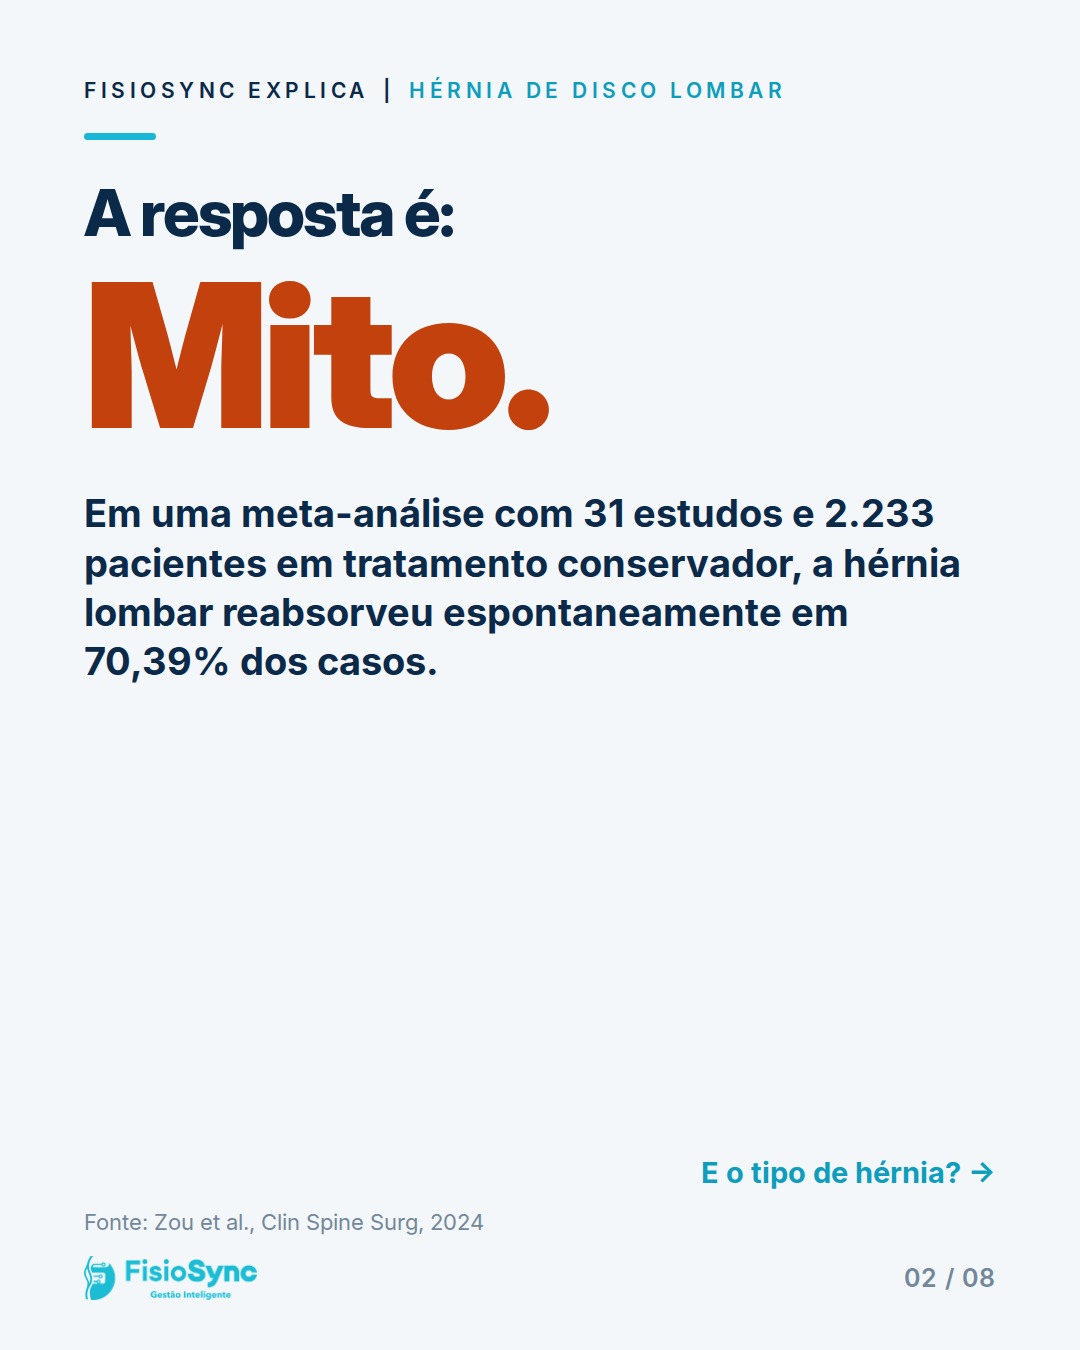 FISIOSYNC EXPLICA | HÉRNIA DE DISCO LOMBAR
A resposta é:
Mito.
Em uma meta-análise com 31 estudos e 2.233
pacientes em tratamento conservador, a hérnia
lombar reabsorveu espontaneamente em
70,39% dos casos.
E o tipo de hérnia? →
Fonte: Zou et al., Clin Spine Surg, 2024
FisioSync
Gestão Inteligente
02 / 08